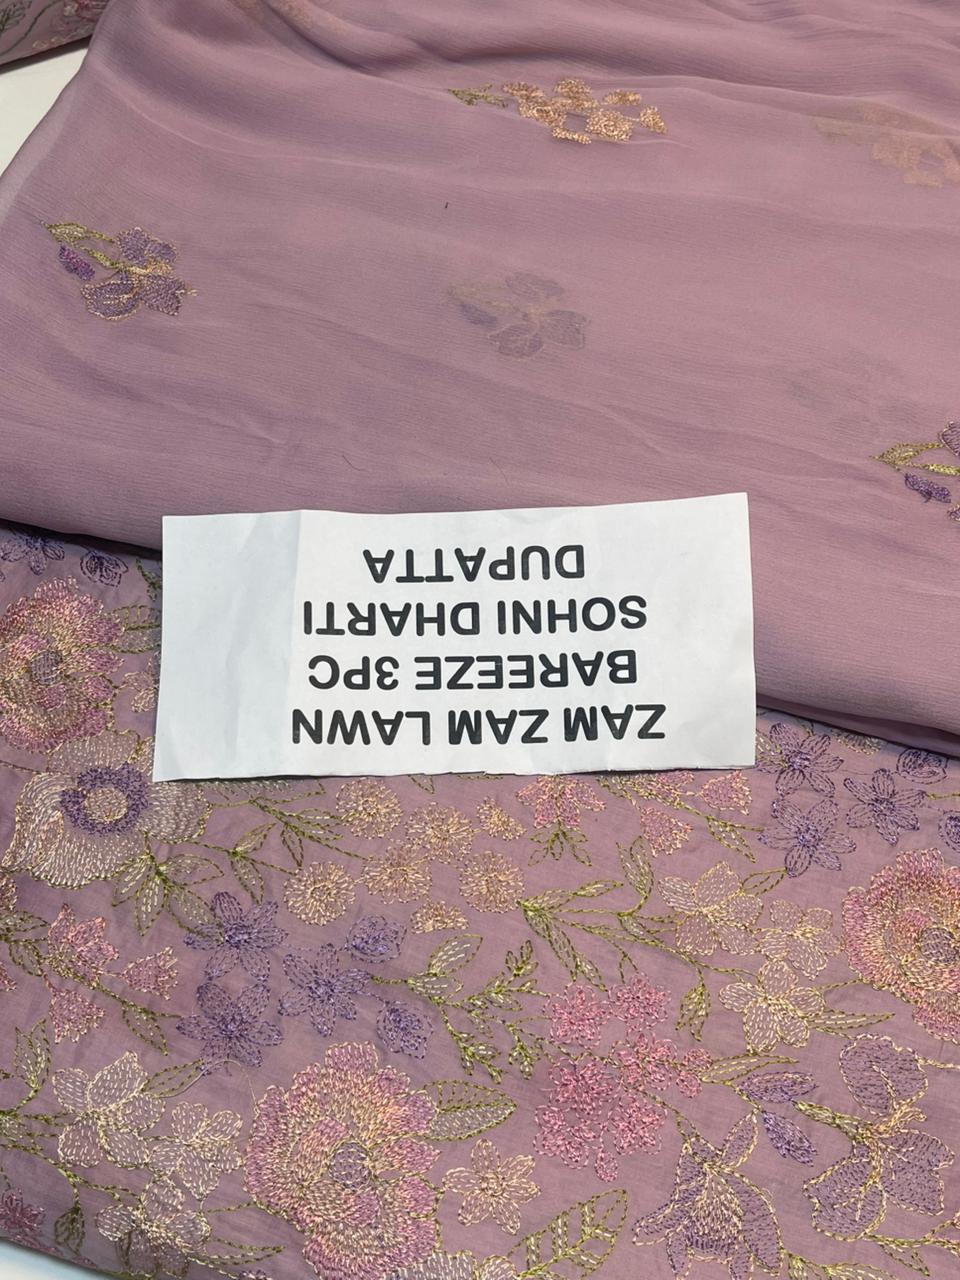 ZAM ZAM LAWN
BAREEZE 3PC
SOHNI DHARTI
DUPATTA